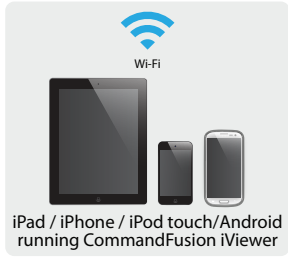 Wi-Fi
iPad / iPhone / iPod touch/Android
running CommandFusion iViewer